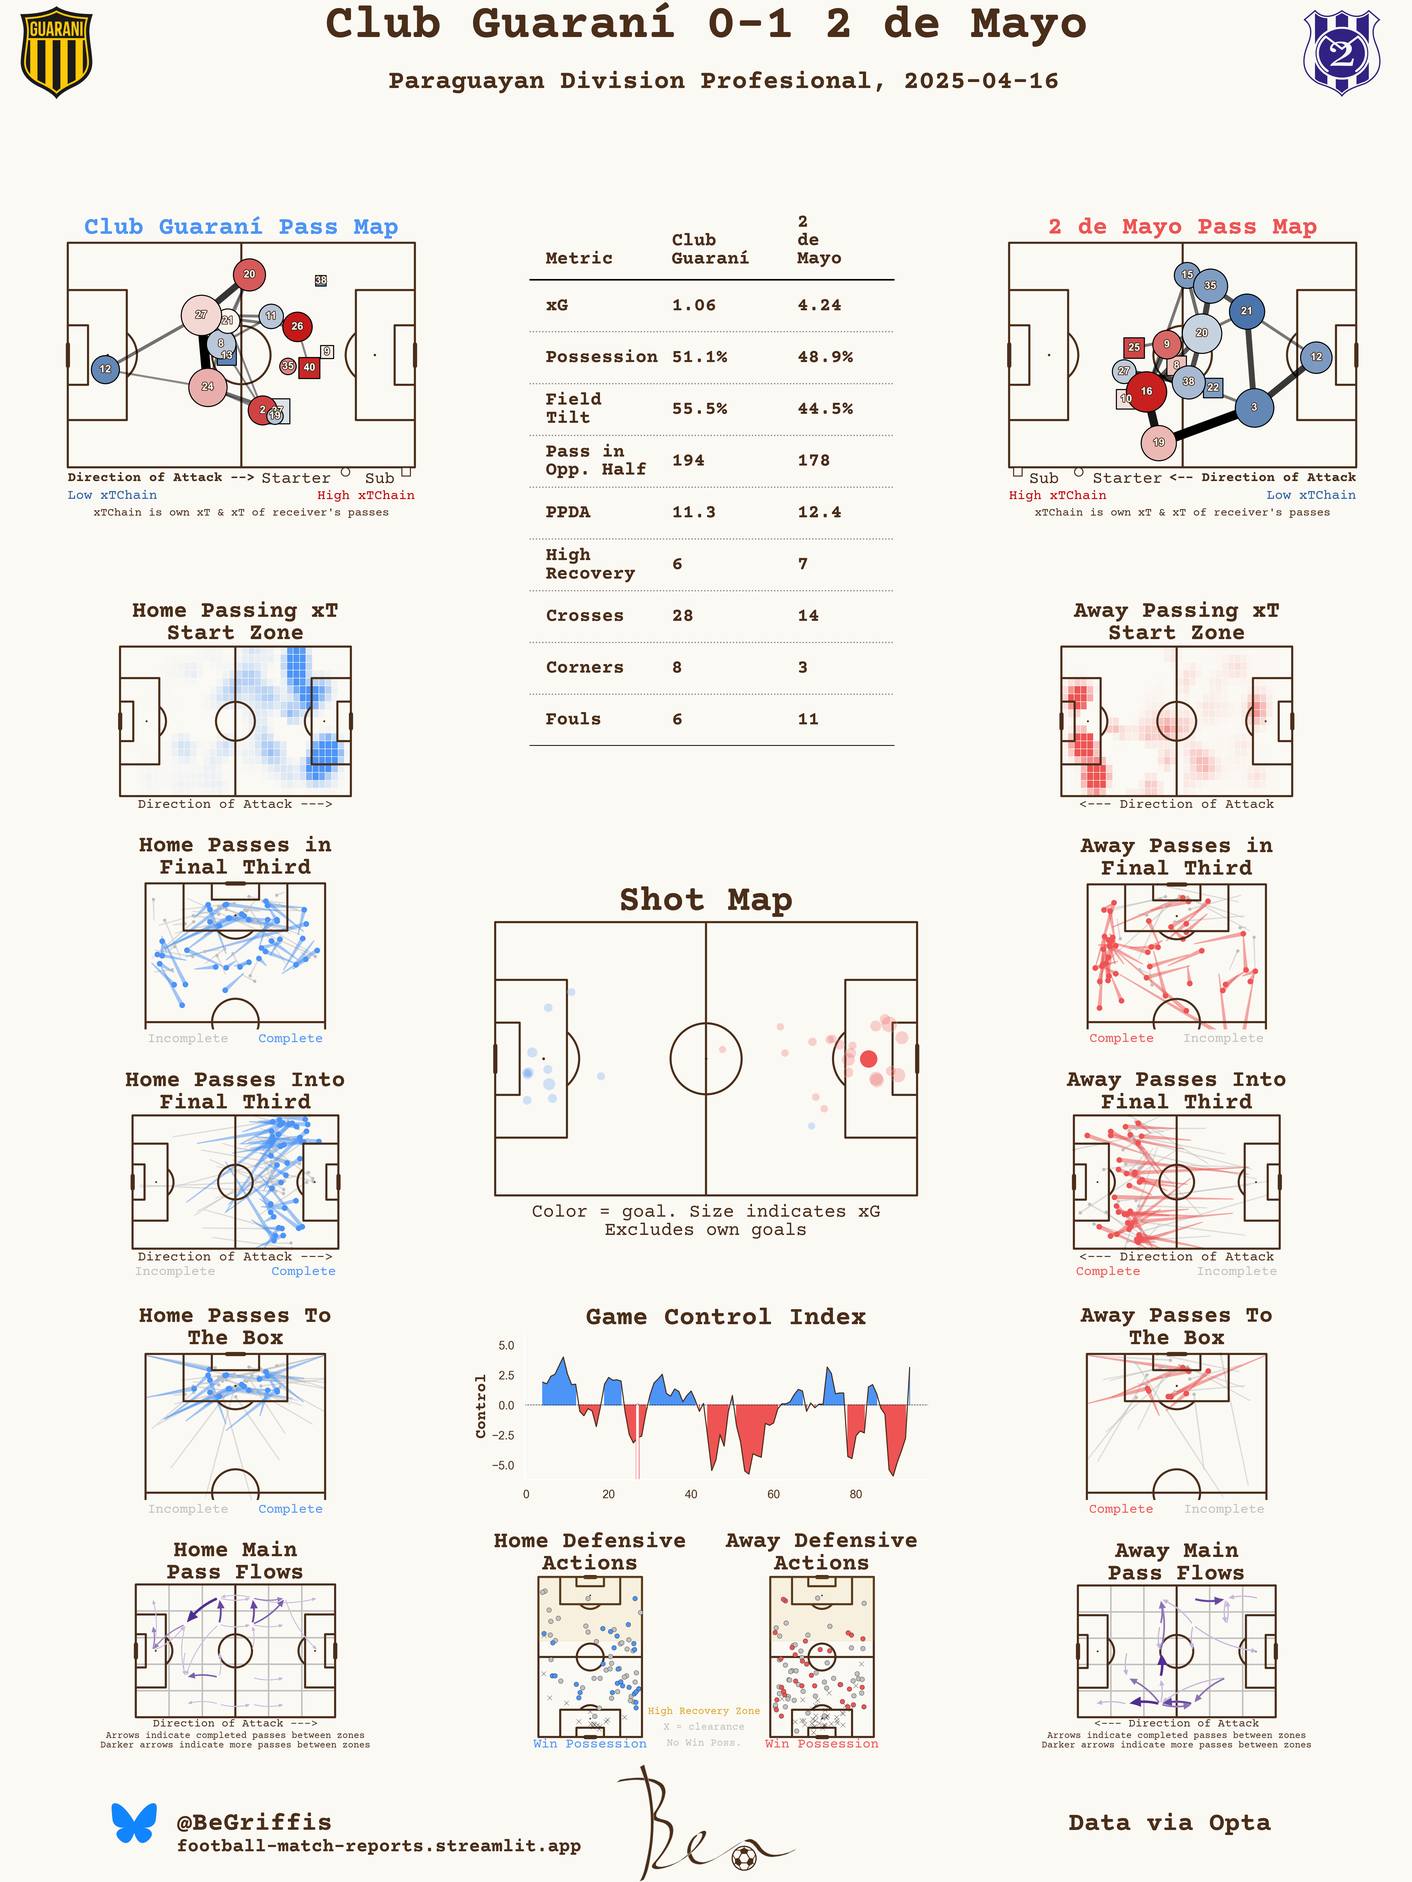 GUARANI
2
Club Guaraní 0-1 2 de Mayo
Paraguayan Division Profesional, 2025-04-16
Club Guaraní Pass Map
20
38
27
21
11
26
8
13
9
12
35
40
24
2
37
19
Direction of Attack --> Starter Sub
Low xTChain High xTChain
xTChain is own xT & xT of receiver's passes
Metric Club Guaraní 2 de Mayo
xG 1.06 4.24
Possession 51.1% 48.9%
Field Tilt 55.5% 44.5%
Pass in Opp. Half 194 178
PPDA 11.3 12.4
High Recovery 6 7
Crosses 28 14
Corners 8 3
Fouls 6 11
2 de Mayo Pass Map
15
35
21
20
25
9
12
8
27
38
22
16
10
3
19
Sub Starter <-- Direction of Attack
High xTChain Low xTChain
xTChain is own xT & xT of receiver's passes
Home Passing xT
Start Zone
Direction of Attack --->
Away Passing xT
Start Zone
<--- Direction of Attack
Home Passes in
Final Third
Incomplete Complete
Away Passes in
Final Third
Complete Incomplete
Shot Map
Color = goal. Size indicates xG
Excludes own goals
Home Passes Into
Final Third
Direction of Attack --->
Incomplete Complete
Away Passes Into
Final Third
<--- Direction of Attack
Complete Incomplete
Home Passes To
The Box
Incomplete Complete
Game Control Index
Control
5.0
2.5
0.0
−2.5
−5.0
0 20 40 60 80
Away Passes To
The Box
Complete Incomplete
Home Main
Pass Flows
Direction of Attack --->
Arrows indicate completed passes between zones
Darker arrows indicate more passes between zones
Home Defensive
Actions
Win Possession
High Recovery Zone
X = clearance
No Win Poss.
Away Defensive
Actions
Win Possession
Away Main
Pass Flows
<--- Direction of Attack
Arrows indicate completed passes between zones
Darker arrows indicate more passes between zones
@BeGriffis
football-match-reports.streamlit.app
Ben
Data via Opta